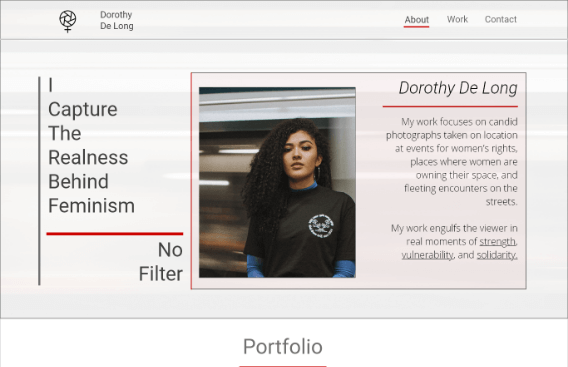 Dorothy
De Long
About Work Contact
I
Capture
The
Realness
Behind
Feminism
No
Filter
Dorothy De Long
My work focuses on candid
photographs taken on location
at events for women's rights,
places where women are
owning their space, and
fleeting encounters on the
streets.
My work engulfs the viewer in
real moments of strength,
vulnerability, and solidarity.
Portfolio